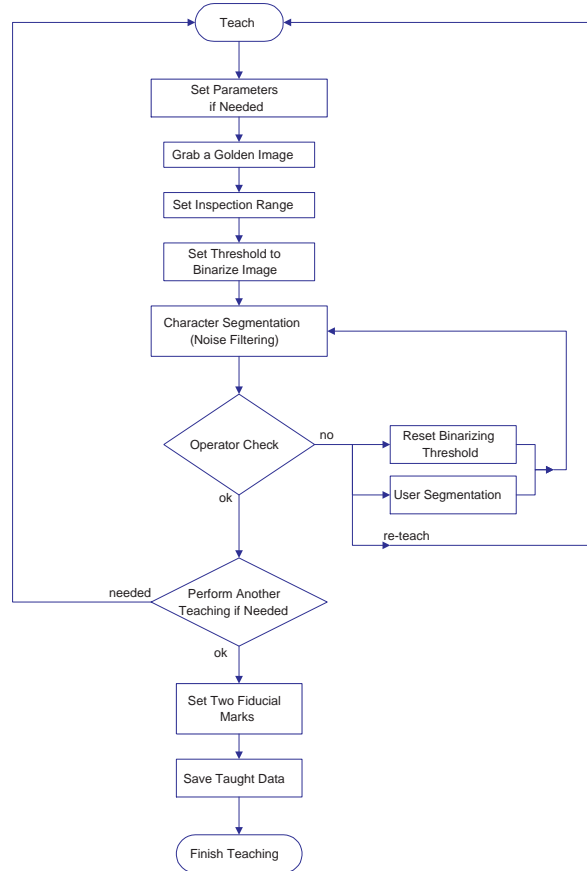 Teach
Set Parameters
if Needed
Grab a Golden Image
Set Inspection Range
Set Threshold to
Binarize Image
Character Segmentation
(Noise Filtering)
Operator Check
no
Reset Binarizing
Threshold
User Segmentation
ok
re-teach
needed
Perform Another
Teaching if Needed
ok
Set Two Fiducial
Marks
Save Taught Data
Finish Teaching